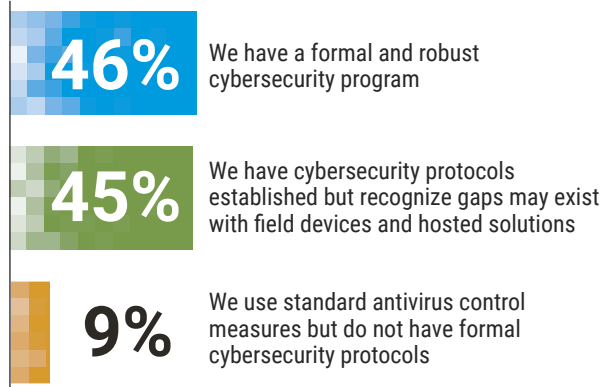 46%
We have a formal and robust
cybersecurity program
45%
We have cybersecurity protocols
established but recognize gaps may exist
with field devices and hosted solutions
9%
We use standard antivirus control
measures but do not have formal
cybersecurity protocols